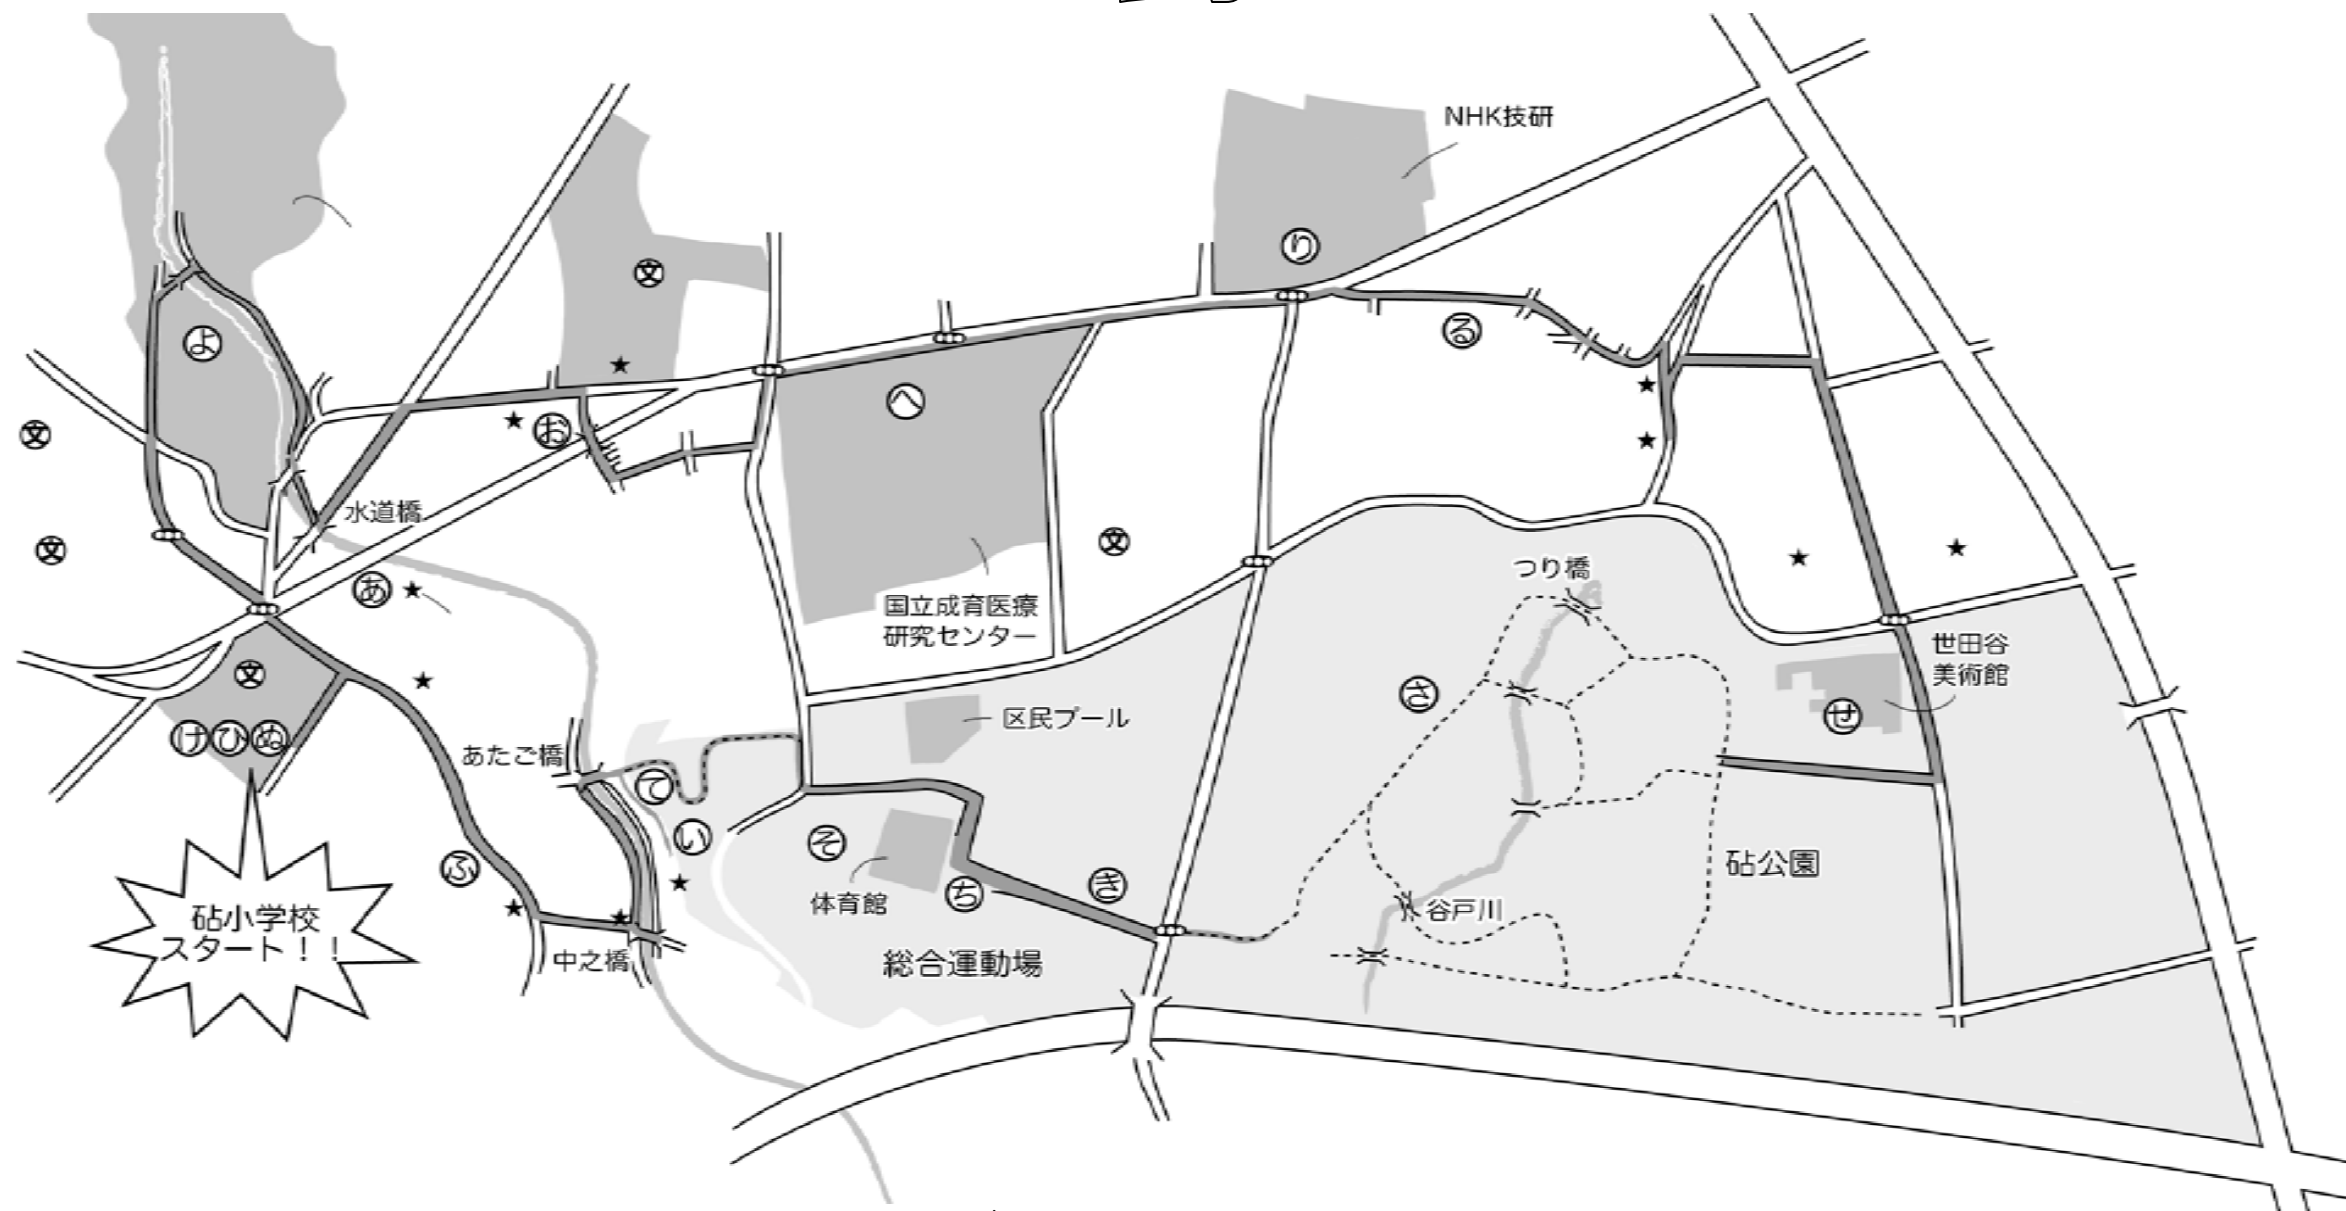 NHK技研
り
文
る
よ
★
へ
★
★
お
文
★
水道橋
文
文
★
★
つり橋
あ
★
国立成育医療
研究センター
世田谷
美術館
文
★
さ
せ
区民プール
けひぬ
あたご橋
て
い
そ
砧公園
ふ
★
ち
き
体育館
★
★
谷戸川
砧小学校
スタート！！
中之橋
総合運動場